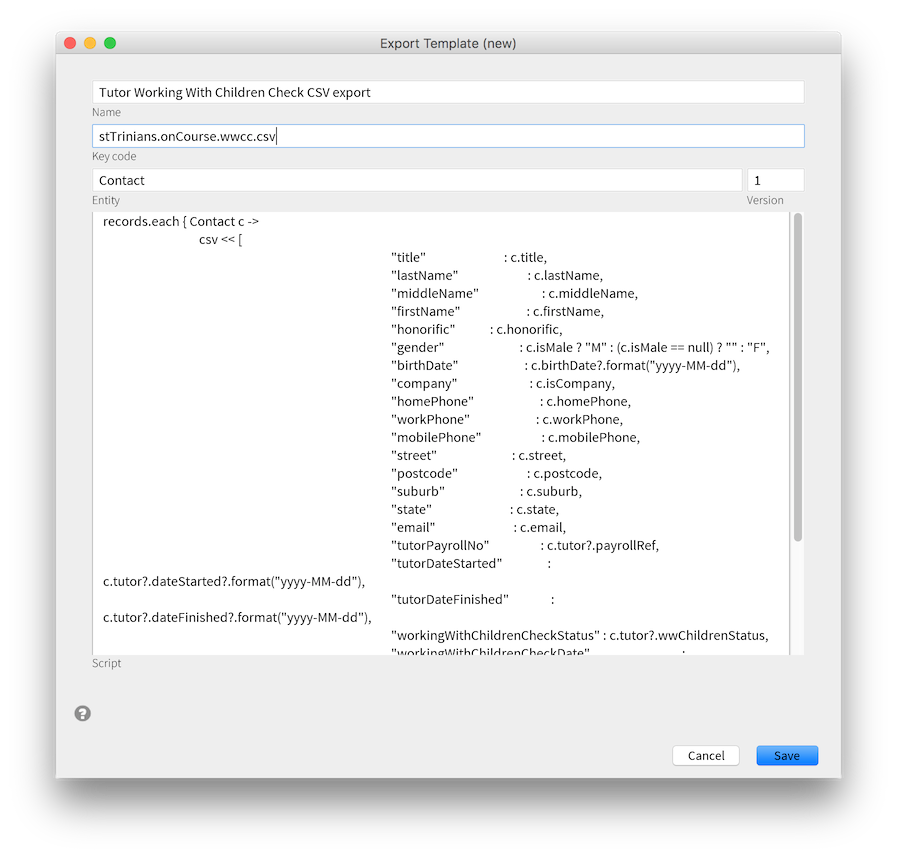 Export Template (new)
Tutor Working With Children Check CSV export
Name
stTrinians.onCourse.wwcc.csv
Key code
Contact
1
Entity
Version
records.each { Contact c ->
csv << [
"title" : c.title,
"lastName" : c.lastName,
"middleName" : c.middleName,
"firstName" : c.firstName,
"honorific" : c.honorific,
"gender" : c.isMale ? "M" : (c.isMale == null) ? "" : "F",
"birthDate" : c.birthDate?.format("yyyy-MM-dd"),
"company" : c.isCompany,
"homePhone" : c.homePhone,
"workPhone" : c.workPhone,
"mobilePhone" : c.mobilePhone,
"street" : c.street,
"postcode" : c.postcode,
"suburb" : c.suburb,
"state" : c.state,
"email" : c.email,
"tutorPayrollNo" : c.tutor?.payrollRef,
"tutorDateStarted" :
c.tutor?.dateStarted?.format("yyyy-MM-dd"),
"tutorDateFinished" :
c.tutor?.dateFinished?.format("yyyy-MM-dd"),
"workingWithChildrenCheckStatus" : c.tutor?.wwChildrenStatus,
"workingWithChildrenCheckDate" :
Script
?
Cancel
Save